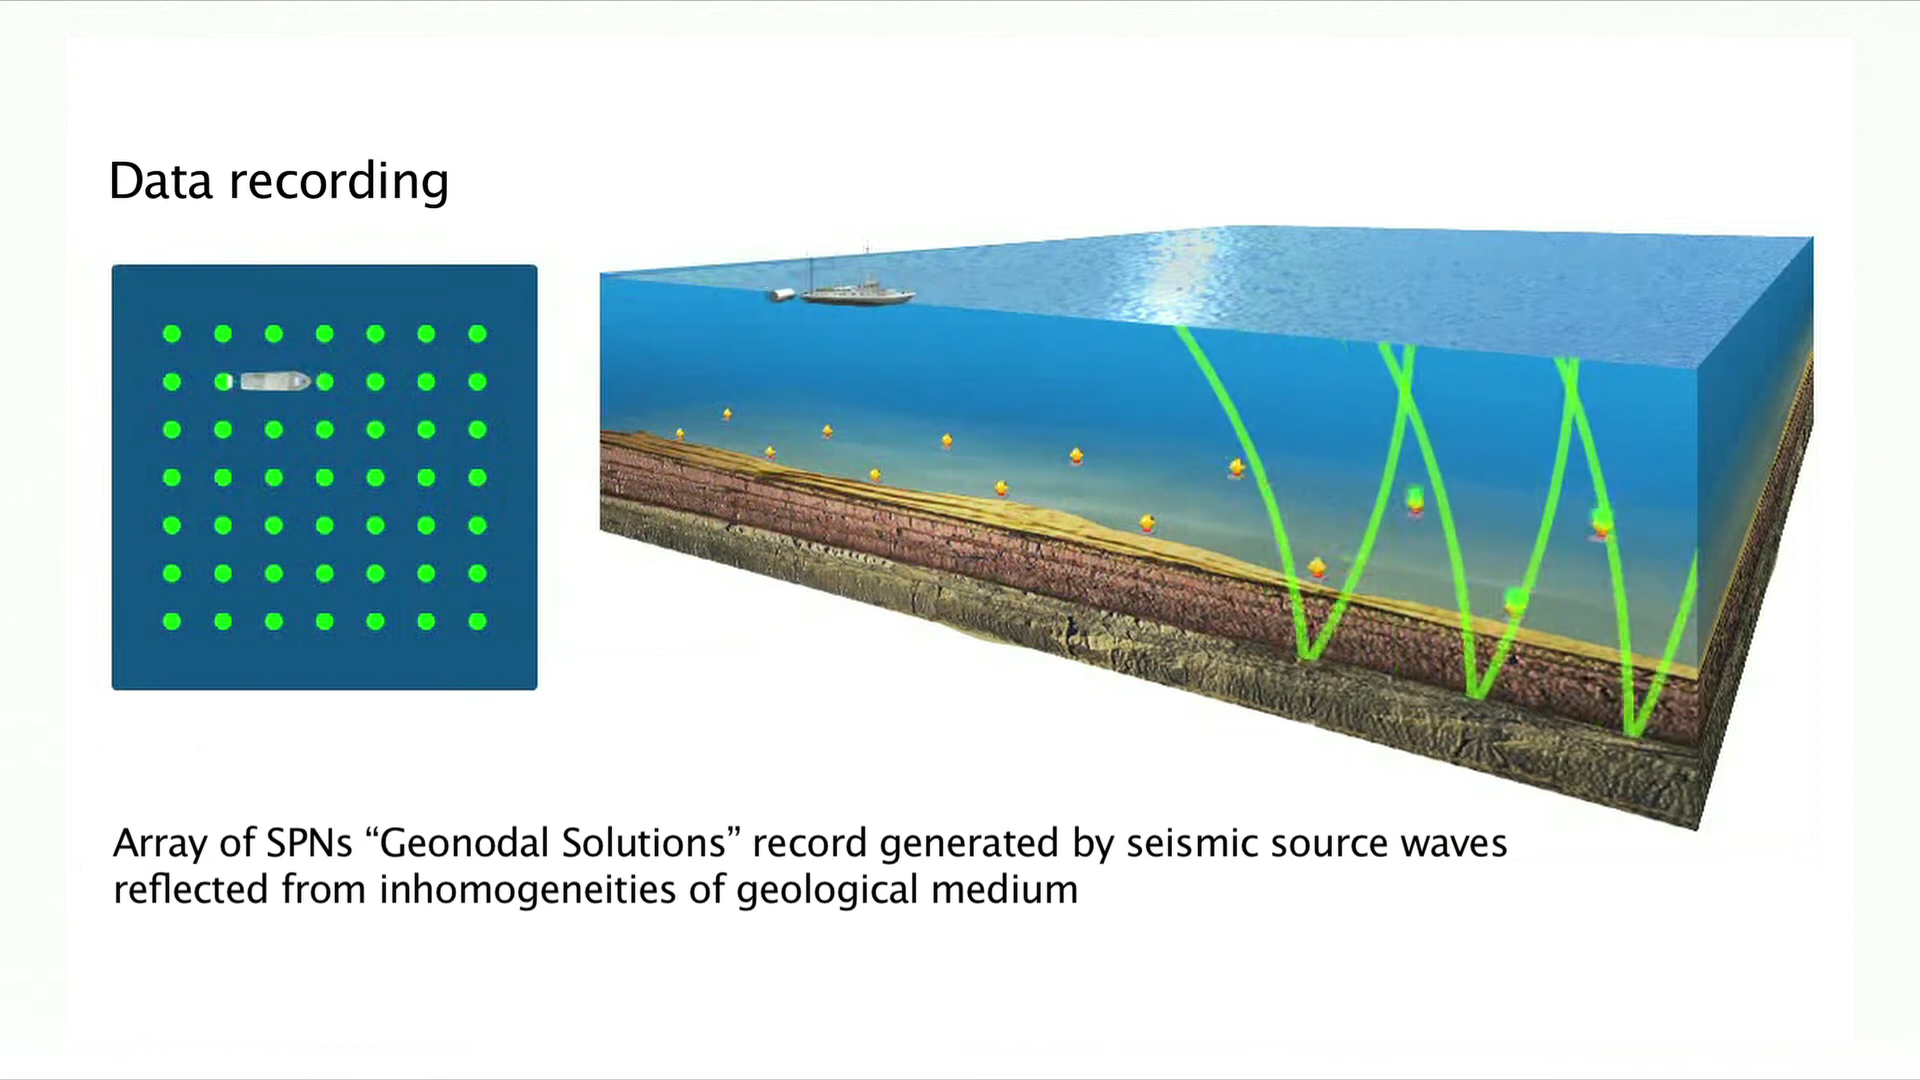 Data recording
Array of SPNs “Geonodal Solutions” record generated by seismic source waves
reflected from inhomogeneities of geological medium